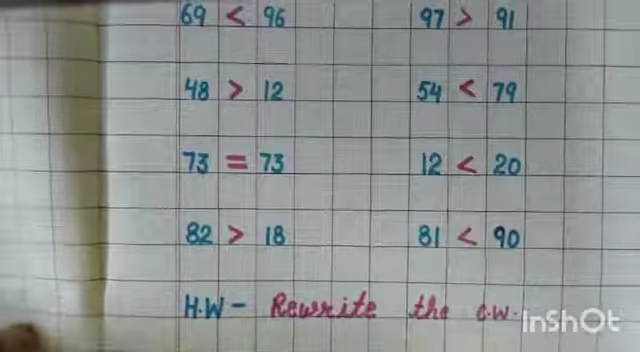 69 < 96 97 > 91
48 > 12 54 < 79
73 = 73 12 < 20
82 > 18 81 < 90
H.W - Rewrite the C.W.
InShOt